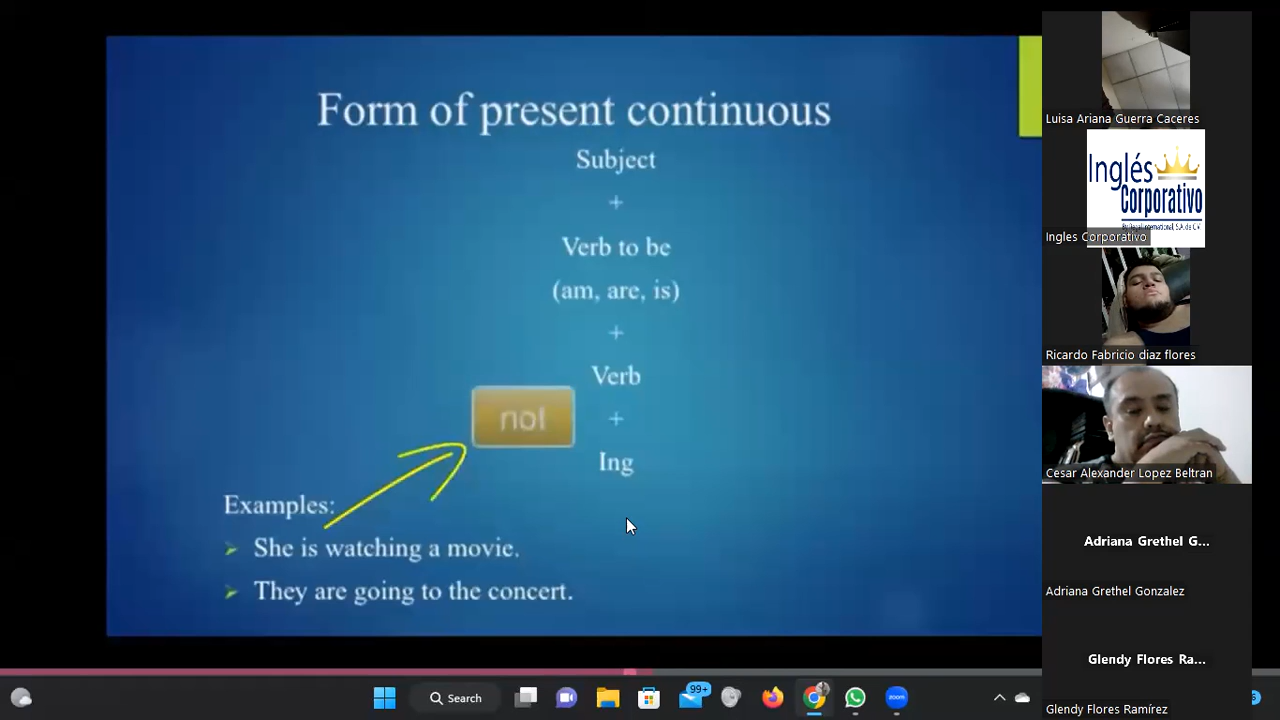 Form of present continuous
Subject
+
Verb to be
(am, are, is)
+
Verb
+
not
Ing
Examples:
She is watching a movie.
They are going to the concert.
Luisa Ariana Guerra Caceres
Inglés
Corporativo
Ingles Corporativo
Ricardo Fabricio diaz flores
Cesar Alexander Lopez Beltran
Adriana Grethel G...
Adriana Grethel Gonzalez
Glendy Flores Ra...
Glendy Flores Ramírez
Search
99+
zoom